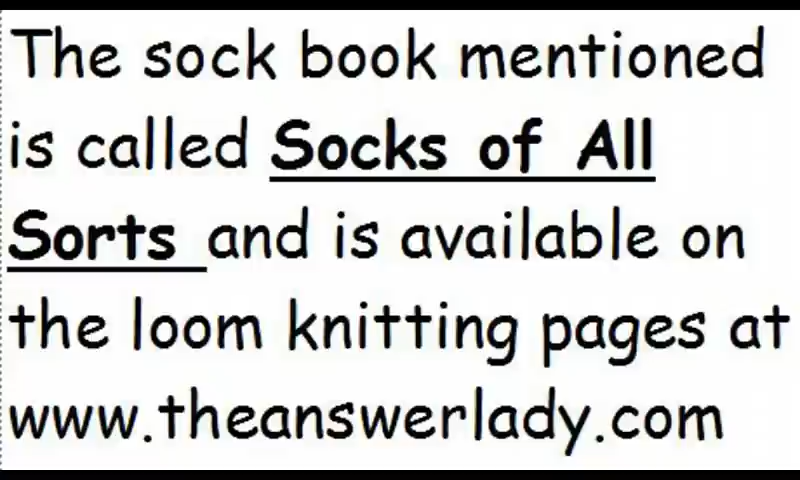 The sock book mentioned
is called Socks of All
Sorts and is available on
the loom knitting pages at
www.theanswerlady.com